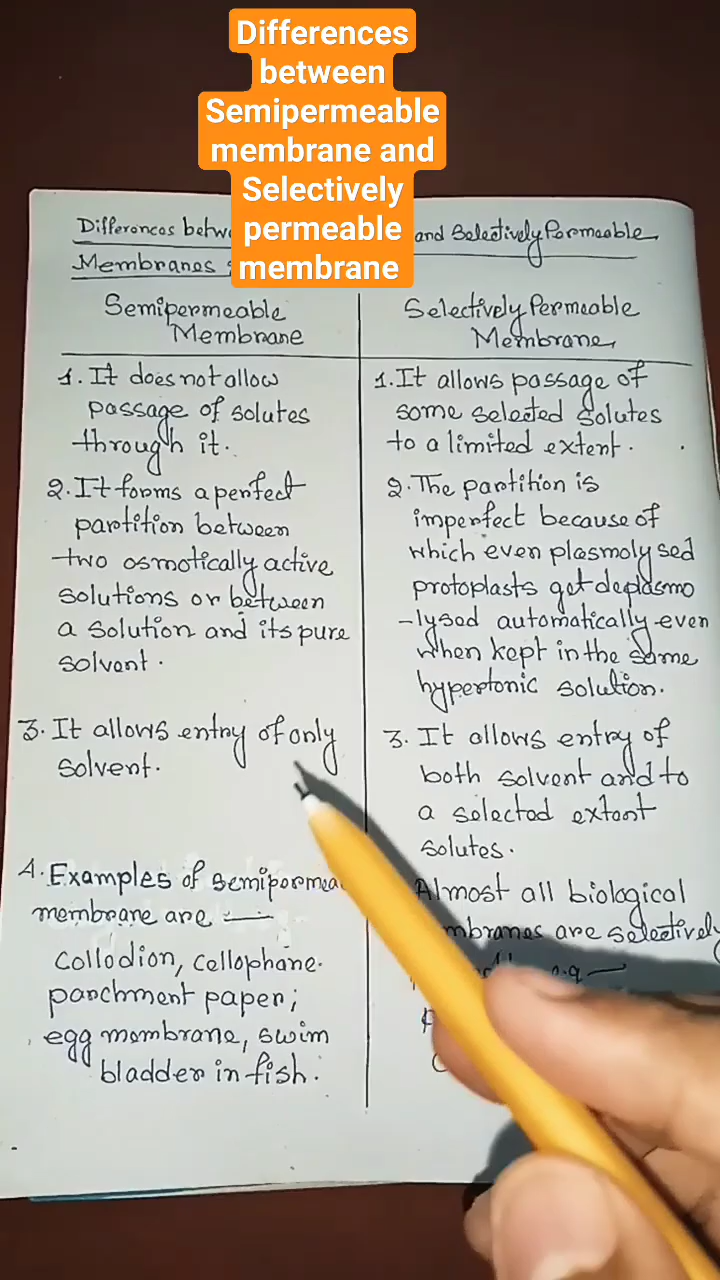 Differences
between
Semipermeable
membrane and
Selectively
permeable
membrane
Differences and Selectively Permeable
Membranes
Semipermeable
Membrane
1. It does not allow
passage of solutes
through it.
2. It forms a perfect
partition between
two osmotically active
solutions or between
a solution and its pure
solvent.
3. It allows entry of only
solvent.
4. Examples of semipermea
membrane are —
collodion, cellophane.
parchment paper;
egg membrane, swim
bladder in fish.
Selectively Permeable
Membrane
1. It allows passage of
some selected solutes
to a limited extent.
2. The partition is
imperfect because of
which even plasmolysed
protoplasts get deplasmo
-lysed automatically even
when kept in the same
hypertonic solution.
3. It allows entry of
both solvent and to
a selected extent
solutes.
Almost all biological
mbranes are selectively
e.g —